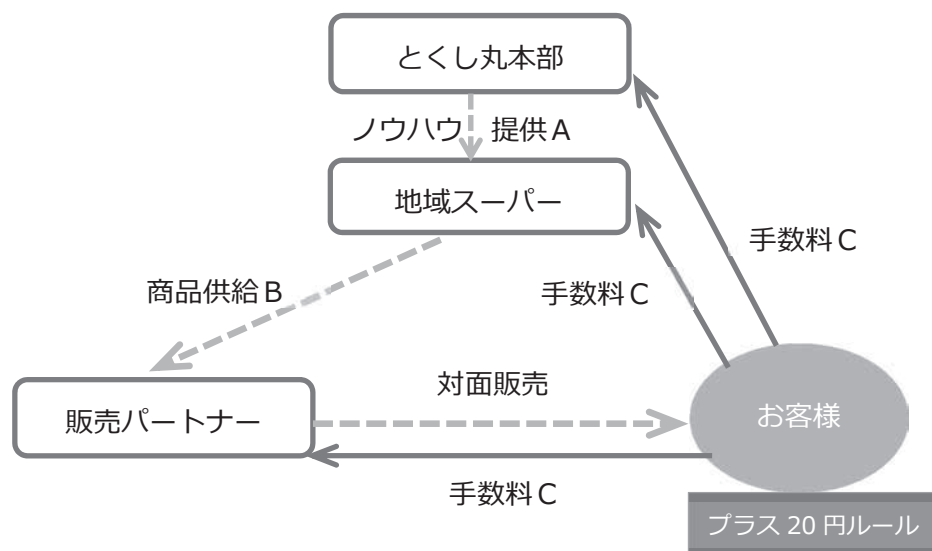 とくし丸本部
ノウハウ 提供A
地域スーパー
手数料C
手数料C
商品供給B
対面販売
販売パートナー
お客様
手数料C
プラス 20 円ルール